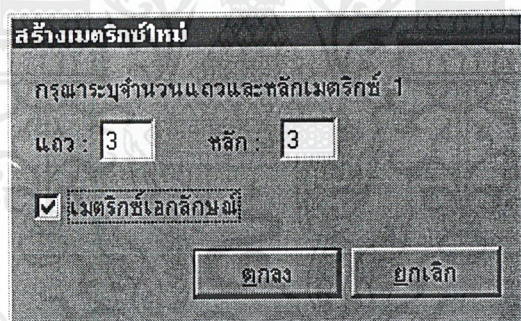 สร้างเมตริกซ์ใหม่
กรุณาระบุจำนวนแถวและหลักเมตริกซ์ 1
แถว : 3 หลัก : 3
เมตริกซ์เอกลักษณ์
ตกลง ยกเลิก